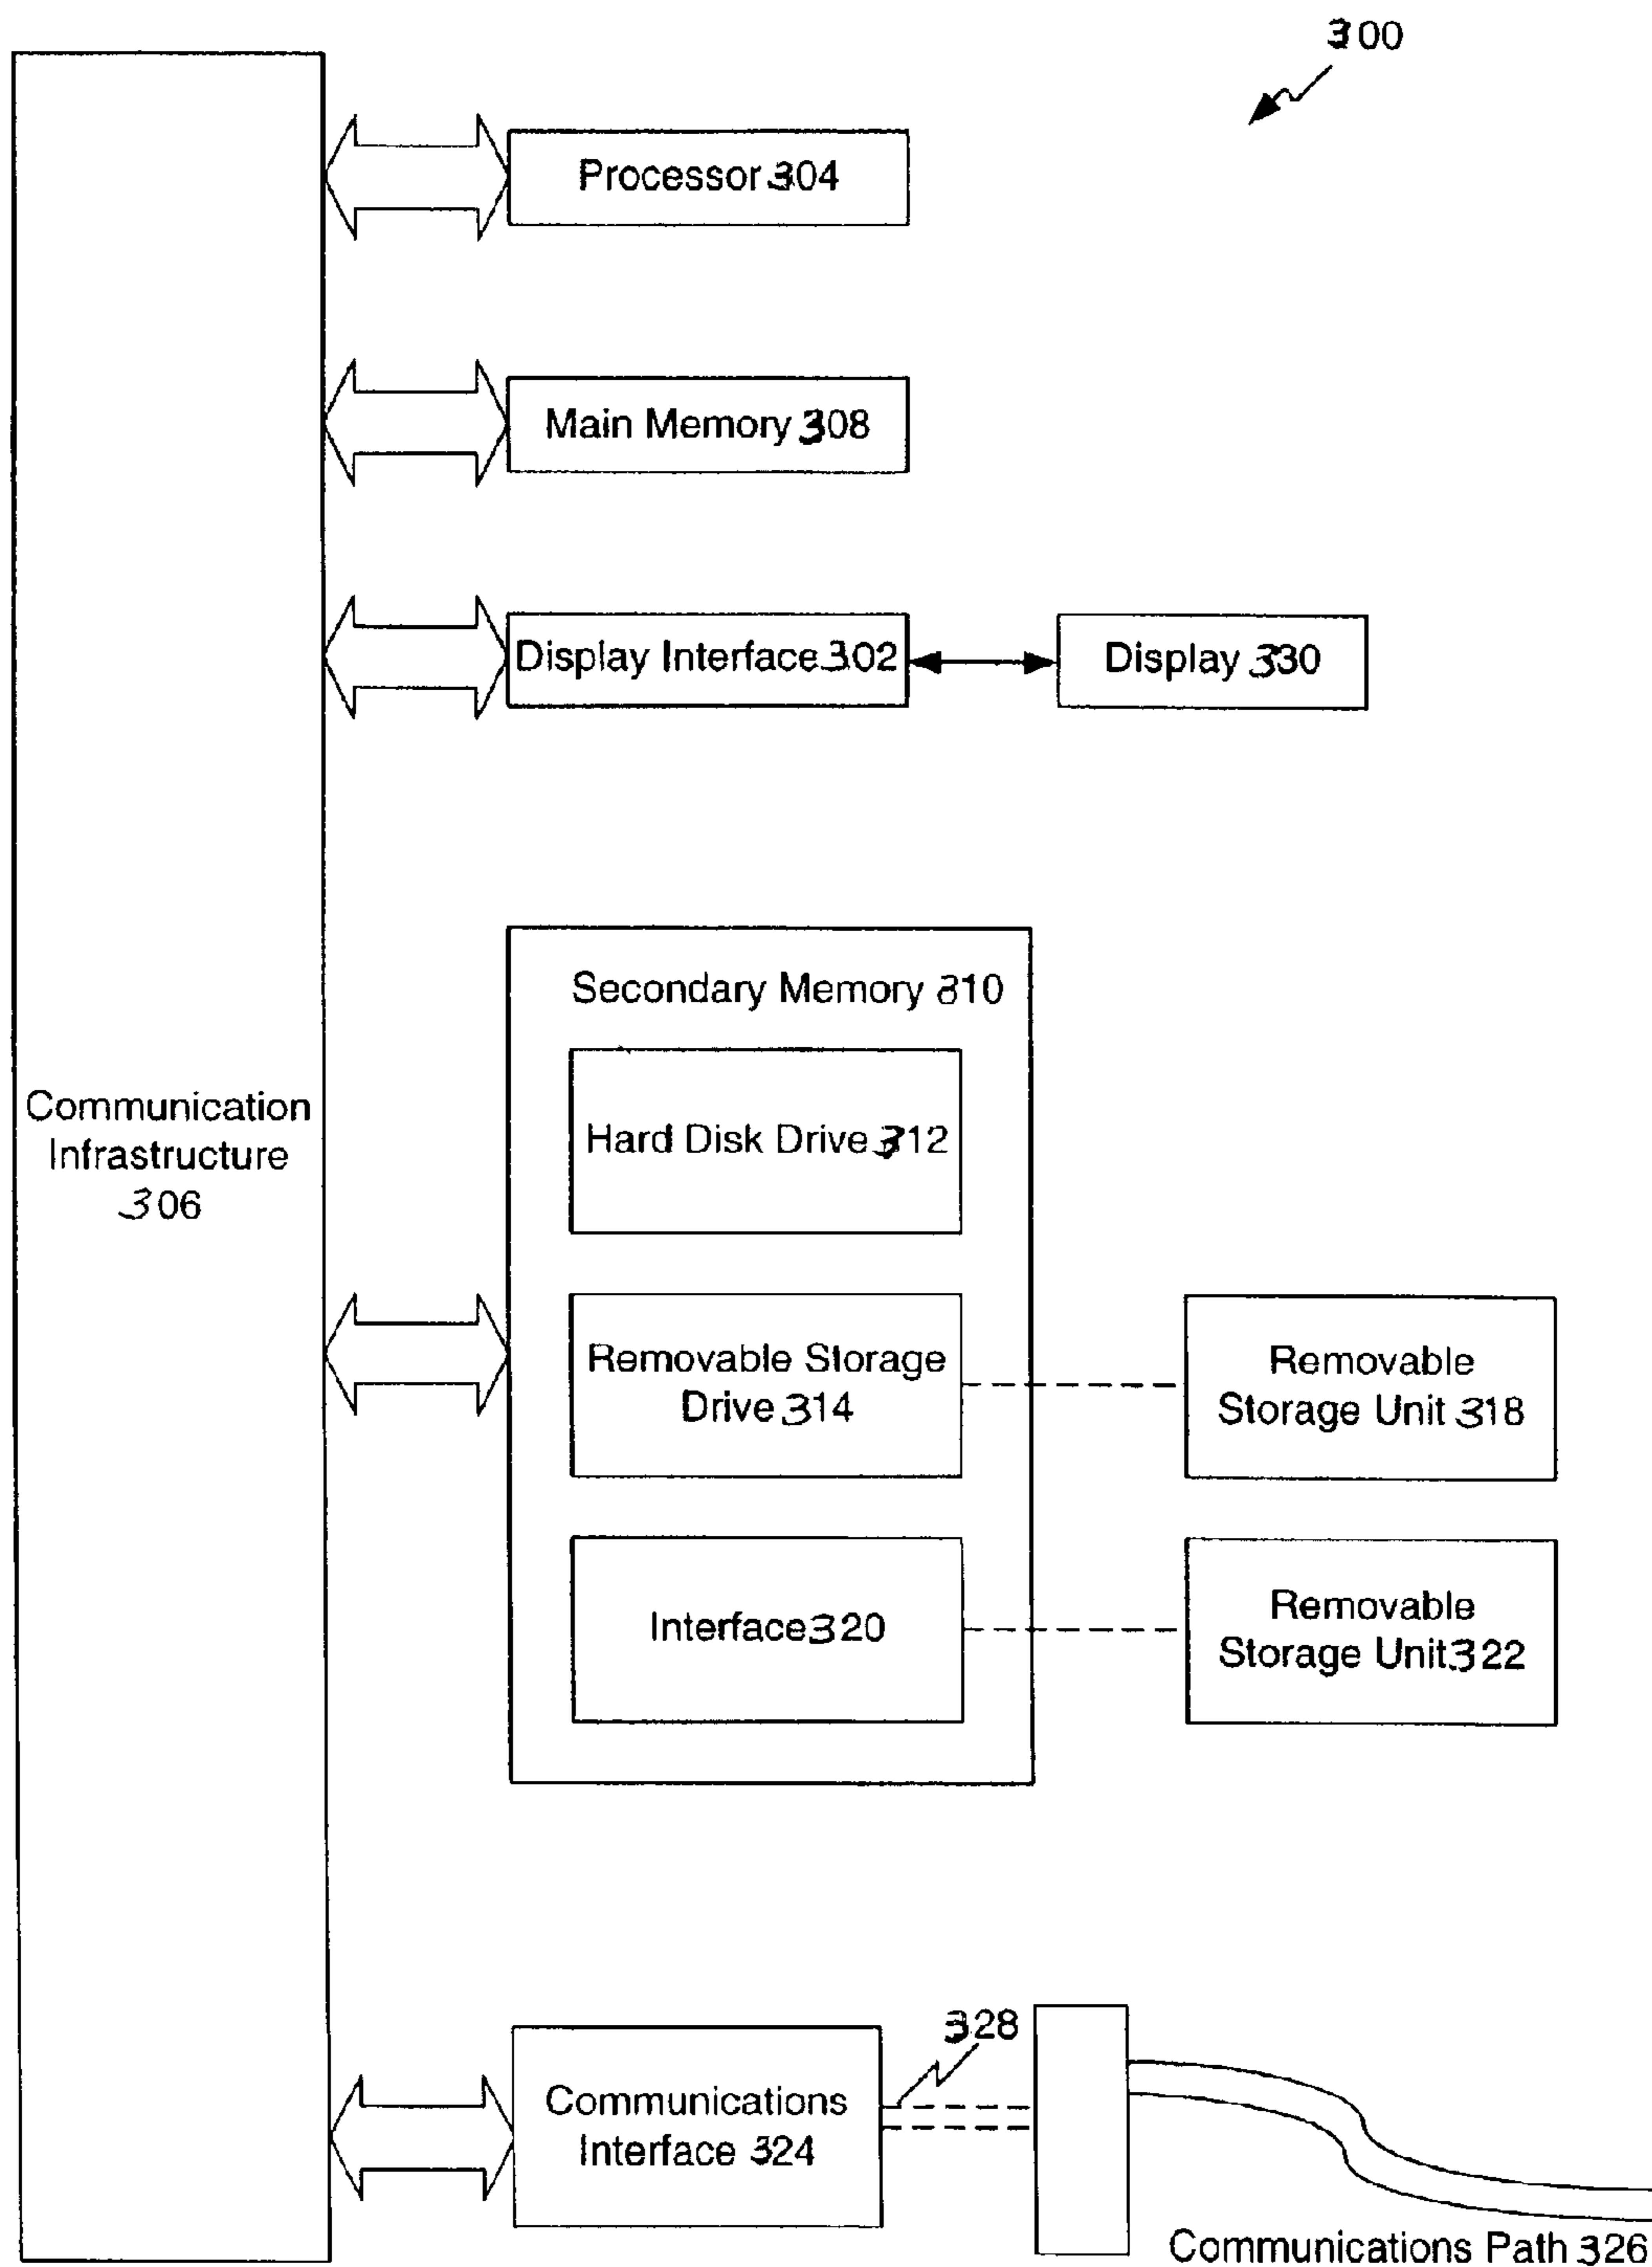 300
Processor 304
Main Memory 308
Display Interface 302
Display 330
Secondary Memory 310
Hard Disk Drive 312
Communication
Infrastructure
306
Removable Storage
Drive 314
Removable
Storage Unit 318
Interface 320
Removable
Storage Unit 322
328
Communications
Interface 324
Communications Path 326